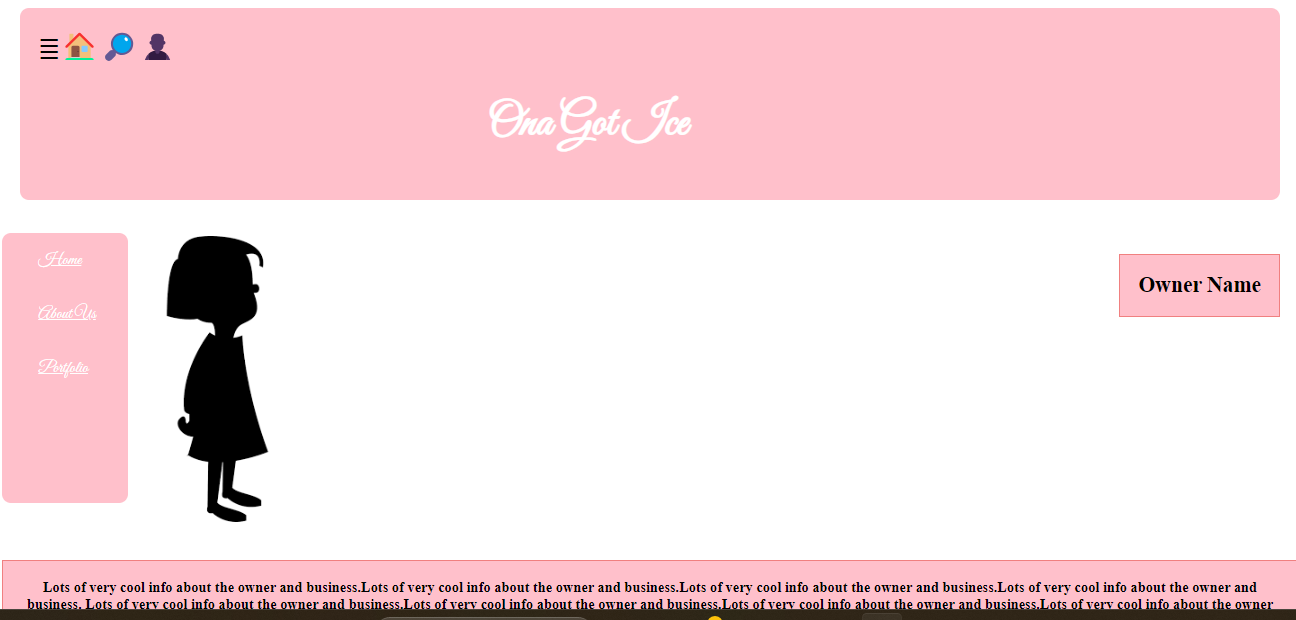 Ona Got Ice
Home
About Us
Portfolio
Owner Name
Lots of very cool info about the owner and business.Lots of very cool info about the owner and business.Lots of very cool info about the owner and business.Lots of very cool info about the owner and
business. Lots of very cool info about the owner and business.Lots of very cool info about the owner and business.Lots of very cool info about the owner and business.Lots of very cool info about the owner